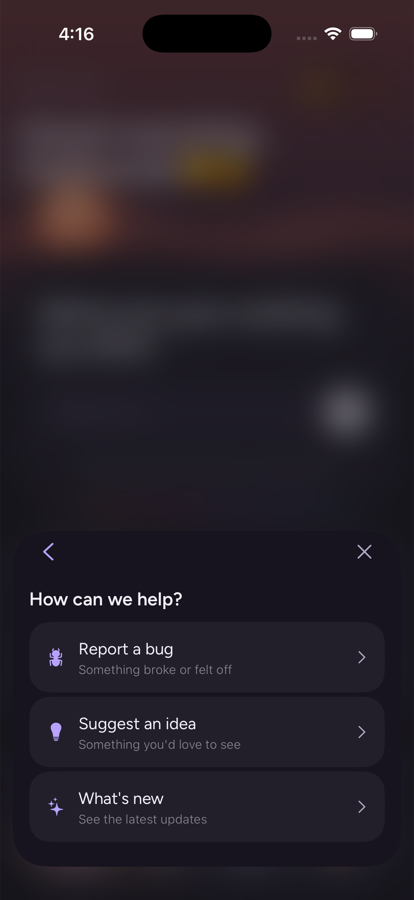 4:16
How can we help?
Report a bug
Something broke or felt off
Suggest an idea
Something you'd love to see
What's new
See the latest updates